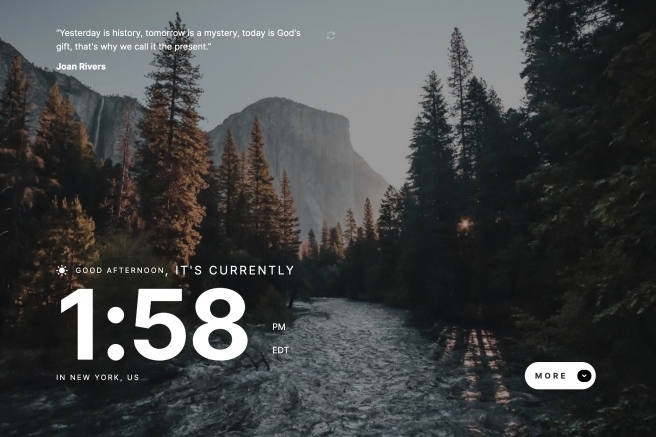 “Yesterday is history, tomorrow is a mystery, today is God's
gift, that's why we call it the present.”
Joan Rivers
GOOD AFTERNOON, IT'S CURRENTLY
1:58 PM
EDT
IN NEW YORK, US
MORE